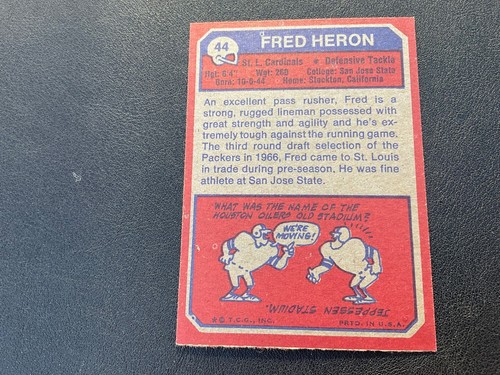 44
FRED HERON
St. L. Cardinals ★ Defensive Tackle
Hgt: 6'4" Wgt: 260 College: San Jose State
Born: 10-6-44 Home: Stockton, California
An excellent pass rusher, Fred is a
strong, rugged lineman possessed with
great strength and agility and he's ex-
tremely tough against the running game.
The third round draft selection of the
Packers in 1966, Fred came to St. Louis
in trade during pre-season. He was fine
athlete at San Jose State.
WHAT WAS THE NAME OF THE
HOUSTON OILERS OLD STADIUM?
WE'RE
MOVING!
JEPPESSEN STADIUM.
© T.C.G., INC.
PRTD. IN U.S.A.